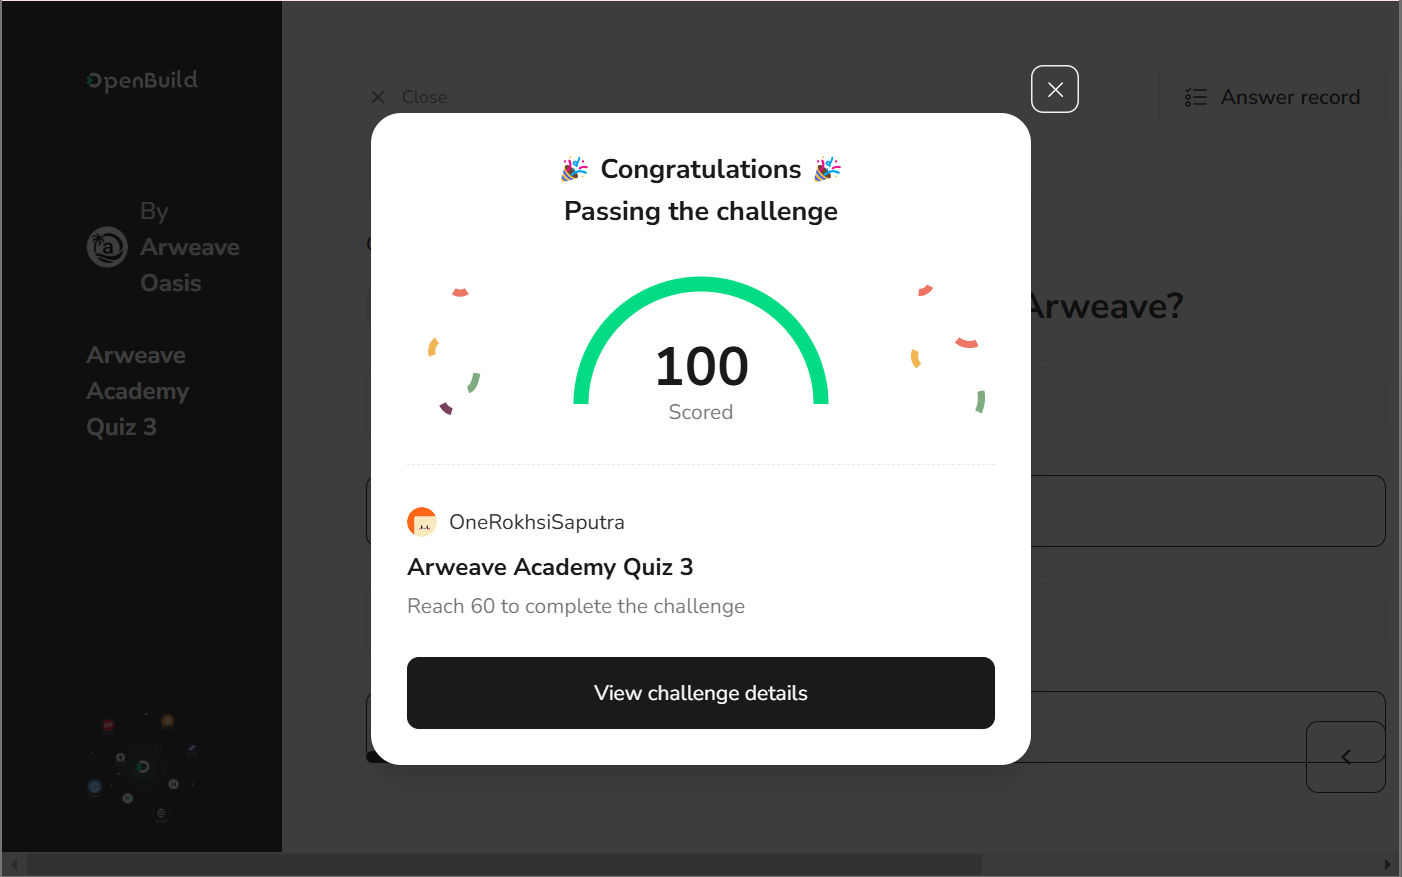 OpenBuild
By
Arweave
Oasis
Arweave
Academy
Quiz 3
Close
Answer record
Arweave?
Congratulations
Passing the challenge
100
Scored
OneRokhsiSaputra
Arweave Academy Quiz 3
Reach 60 to complete the challenge
View challenge details